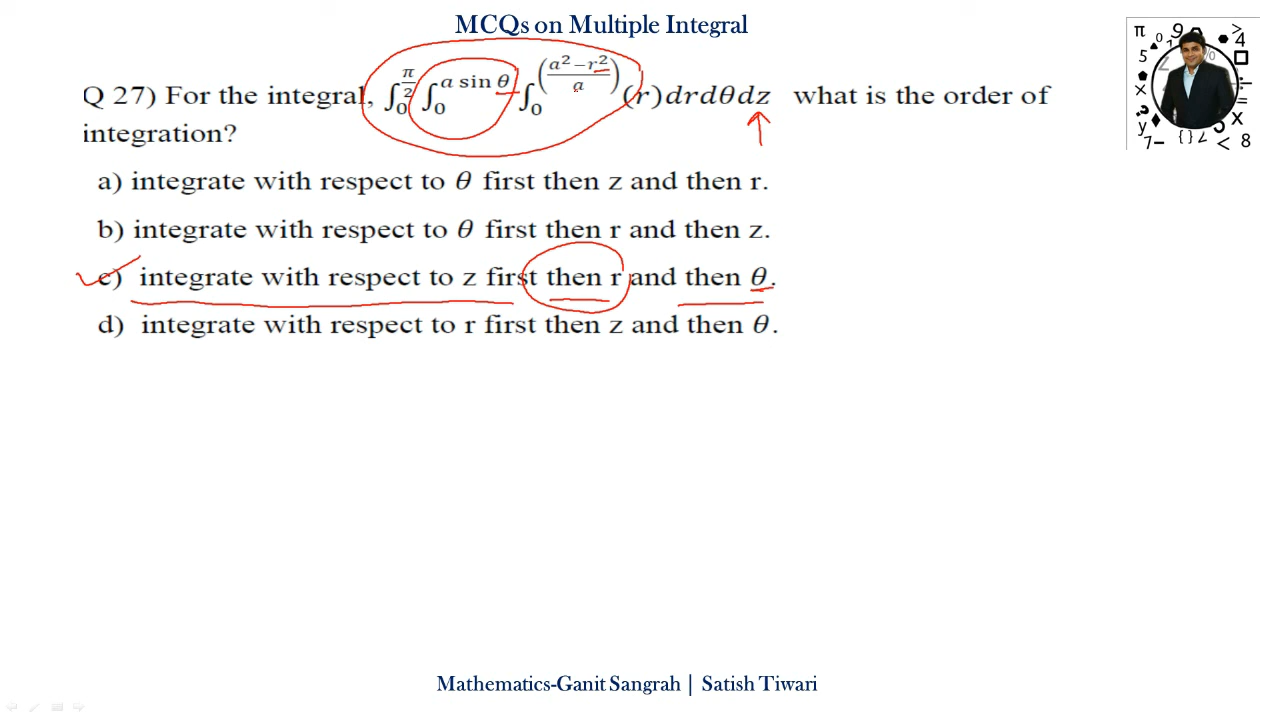 MCQs on Multiple Integral
Q 27) For the integral, ∫₀^(π/2) ∫₀^(a sin θ) ∫₀^((a²−r²)/a) (r)drdθdz what is the order of
integration?
a) integrate with respect to θ first then z and then r.
b) integrate with respect to θ first then r and then z.
c) integrate with respect to z first then r and then θ.
d) integrate with respect to r first then z and then θ.
Mathematics-Ganit Sangrah | Satish Tiwari